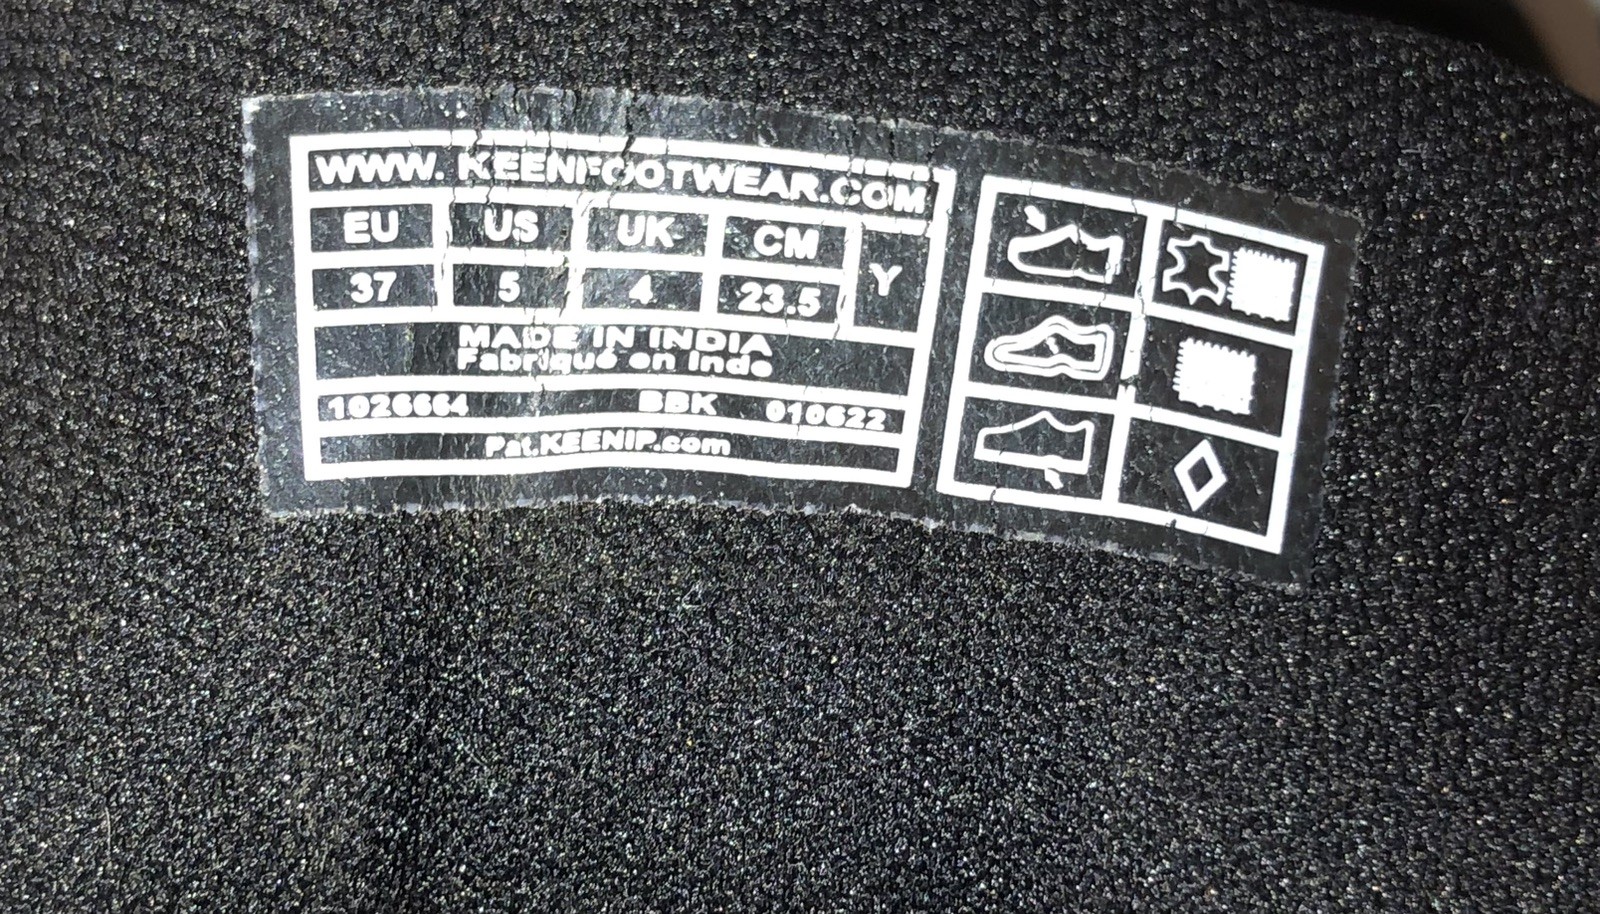 WWW. KEENFOOTWEAR.COM
EU US UK CM Y
37 5 4 23.5
MADE IN INDIA
Fabriqué en Inde
1026664 BBK 010622
Pat.KEENIP.com